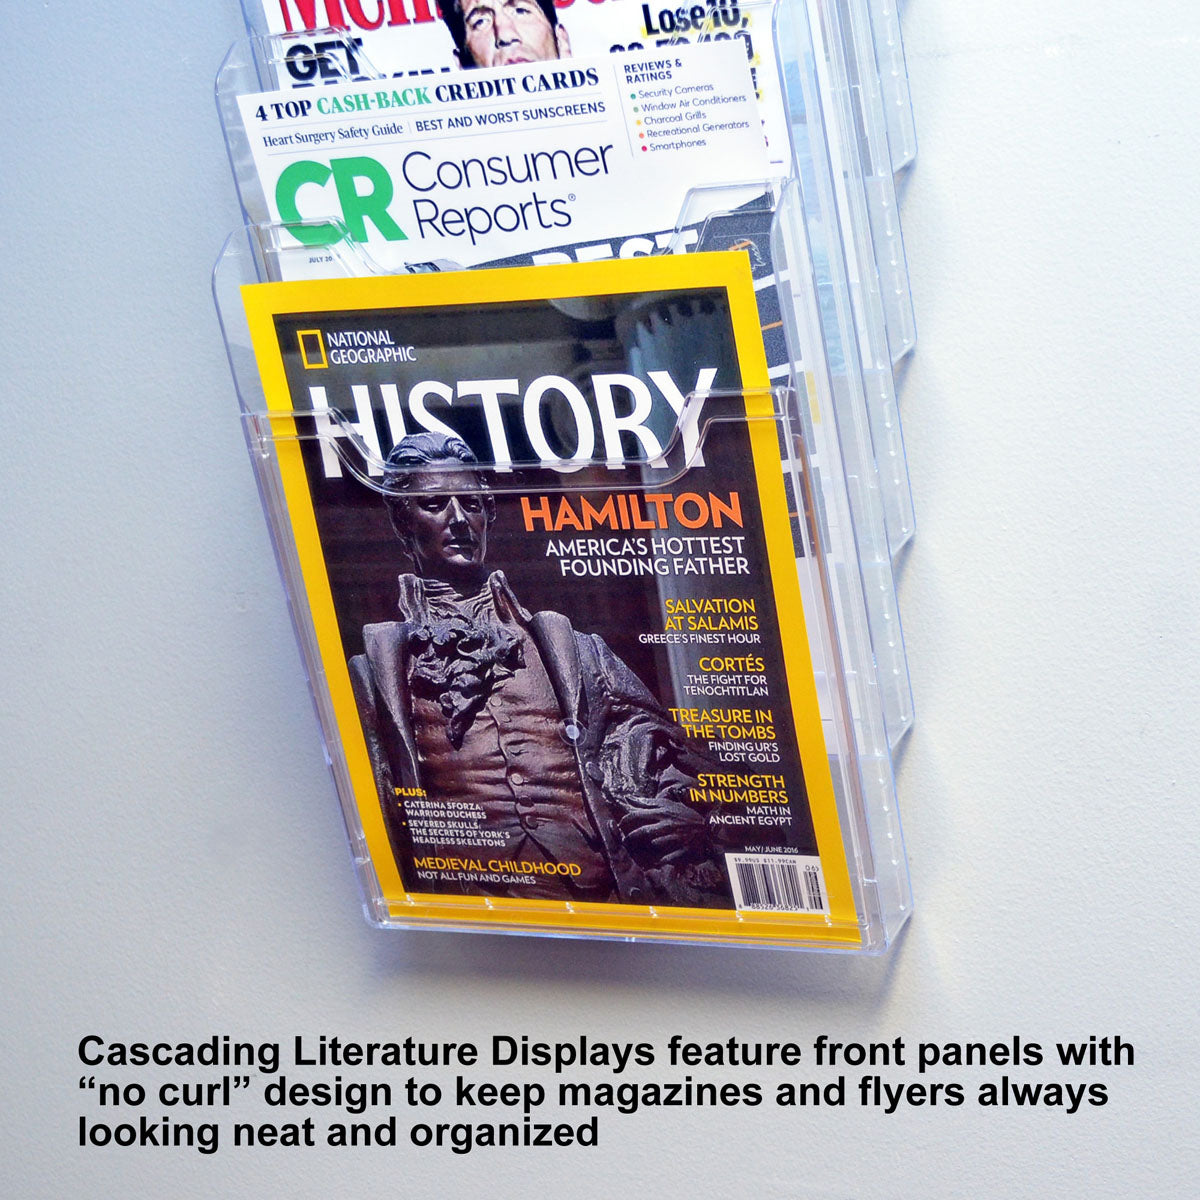 GET
Lose 10,
4 TOP CASH-BACK CREDIT CARDS
Heart Surgery Safety Guide | BEST AND WORST SUNSCREENS
REVIEWS &
RATINGS
• Security Cameras
• Window Air Conditioners
• Charcoal Grills
• Recreational Generators
• Smartphones
CR Consumer
Reports®
JULY 20
BEST
NATIONAL
GEOGRAPHIC
HISTORY
HAMILTON
AMERICA'S HOTTEST
FOUNDING FATHER
SALVATION
AT SALAMIS
GREECE'S FINEST HOUR
CORTÉS
THE FIGHT FOR
TENOCHTITLAN
TREASURE IN
THE TOMBS
FINDING UR'S
LOST GOLD
STRENGTH
IN NUMBERS
MATH IN
ANCIENT EGYPT
PLUS:
• CATERINA SFORZA:
WARRIOR DUCHESS
• SEVERED SKULLS:
THE SECRETS OF YORK'S
HEADLESS SKELETONS
MEDIEVAL CHILDHOOD
NOT ALL FUN AND GAMES
MAY/JUNE 2016
Cascading Literature Displays feature front panels with
“no curl” design to keep magazines and flyers always
looking neat and organized